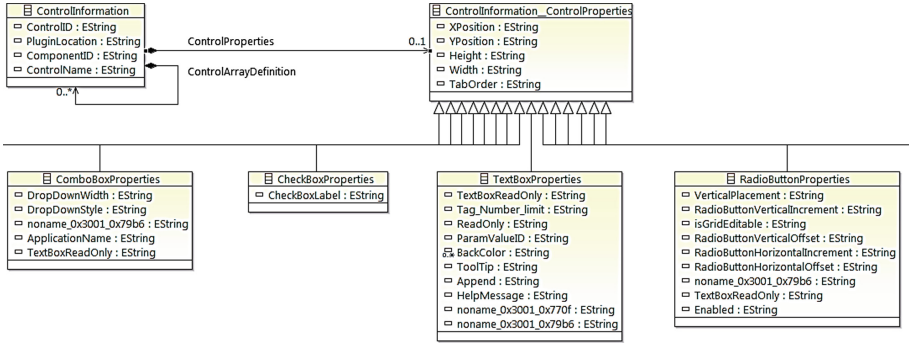 ControlInformation
ControlID : EString
PluginLocation : EString
ComponentID : EString
ControlName : EString
ControlProperties
0..1
ControlArrayDefinition
0..*
ControlInformation__ControlProperties
XPosition : EString
YPosition : EString
Height : EString
Width : EString
TabOrder : EString
ComboBoxProperties
DropDownWidth : EString
DropDownStyle : EString
noname_0x3001_0x79b6 : EString
ApplicationName : EString
TextBoxReadOnly : EString
CheckBoxProperties
CheckBoxLabel : EString
TextBoxProperties
TextBoxReadOnly : EString
Tag_Number_limit : EString
ReadOnly : EString
ParamValueID : EString
0..* BackColor : EString
ToolTip : EString
Append : EString
HelpMessage : EString
noname_0x3001_0x770f : EString
noname_0x3001_0x79b6 : EString
RadioButtonProperties
VerticalPlacement : EString
RadioButtonVerticalIncrement : EString
isGridEditable : EString
RadioButtonVerticalOffset : EString
RadioButtonHorizontalIncrement : EString
RadioButtonHorizontalOffset : EString
noname_0x3001_0x79b6 : EString
TextBoxReadOnly : EString
Enabled : EString